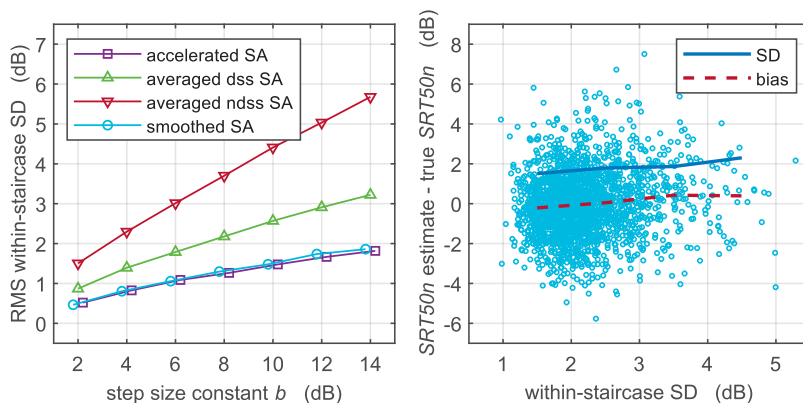 RMS within-staircase SD (dB)
7
6
5
4
3
2
1
0
accelerated SA
averaged dss SA
averaged ndss SA
smoothed SA
2 4 6 8 10 12 14
step size constant b (dB)
SRT50n estimate - true SRT50n (dB)
8
6
4
2
0
-2
-4
-6
SD
bias
1 2 3 4 5
within-staircase SD (dB)